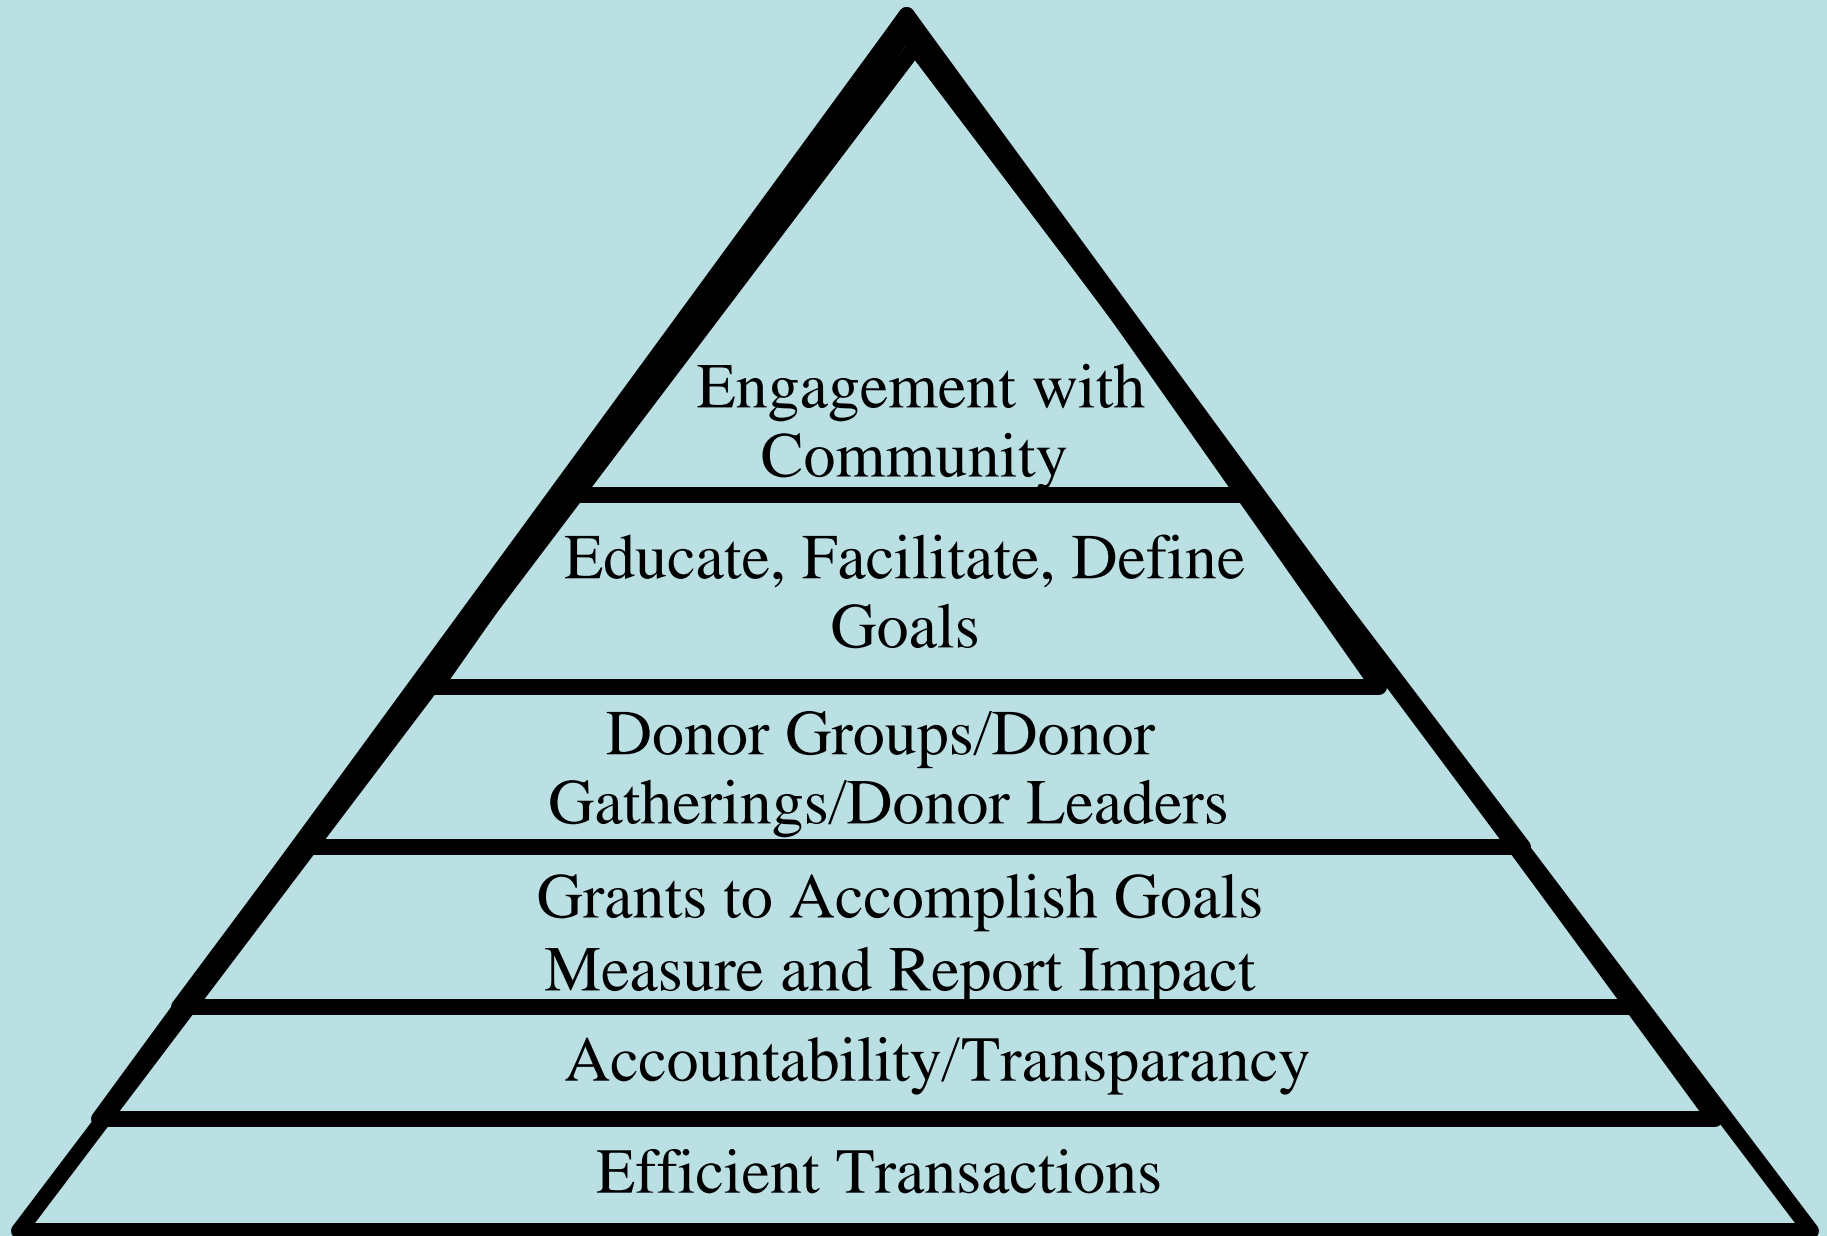 Engagement with
Community
Educate, Facilitate, Define
Goals
Donor Groups/Donor
Gatherings/Donor Leaders
Grants to Accomplish Goals
Measure and Report Impact
Accountability/Transparancy
Efficient Transactions